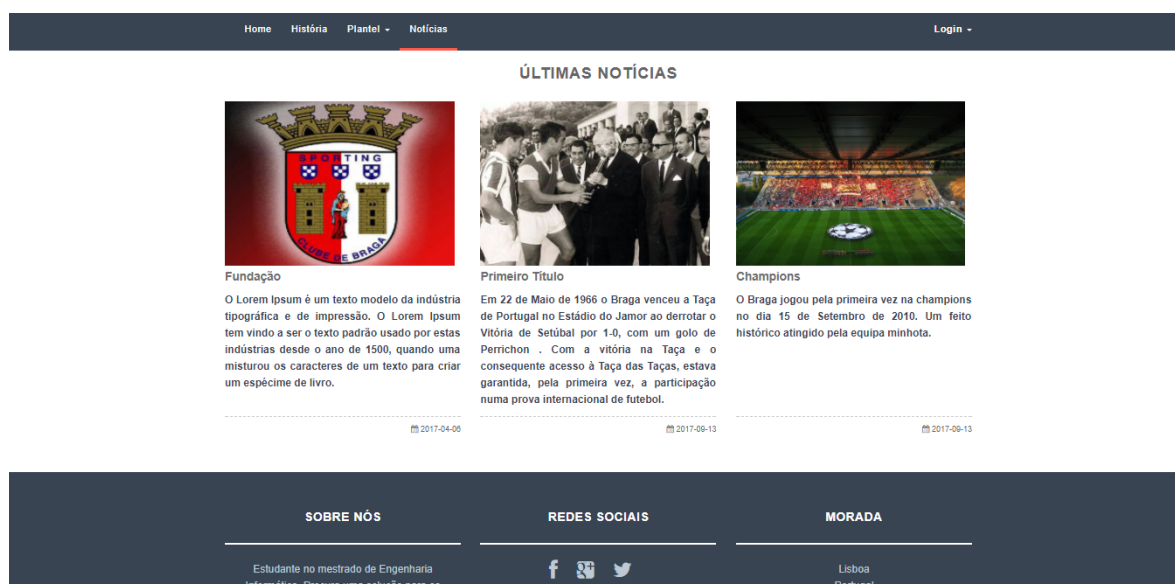 Home História Plantel Notícias Login
ÚLTIMAS NOTÍCIAS
SPORTING
CLUBE DE BRAGA
Fundação
O Lorem Ipsum é um texto modelo da indústria
tipográfica e de impressão. O Lorem Ipsum
tem vindo a ser o texto padrão usado por estas
indústrias desde o ano de 1500, quando uma
misturou os caracteres de um texto para criar
um espécime de livro.
2017-04-06
Primeiro Título
Em 22 de Maio de 1966 o Braga venceu a Taça
de Portugal no Estádio do Jamor ao derrotar o
Vitória de Setúbal por 1-0, com um golo de
Perrichon . Com a vitória na Taça e o
consequente acesso à Taça das Taças, estava
garantida, pela primeira vez, a participação
numa prova internacional de futebol.
2017-09-13
Champions
O Braga jogou pela primeira vez na champions
no dia 15 de Setembro de 2010. Um feito
histórico atingido pela equipa minhota.
2017-09-13
SOBRE NÓS
Estudante no mestrado de Engenharia
Informática. Procura uma solução para os
REDES SOCIAIS
MORADA
Lisboa
Portugal